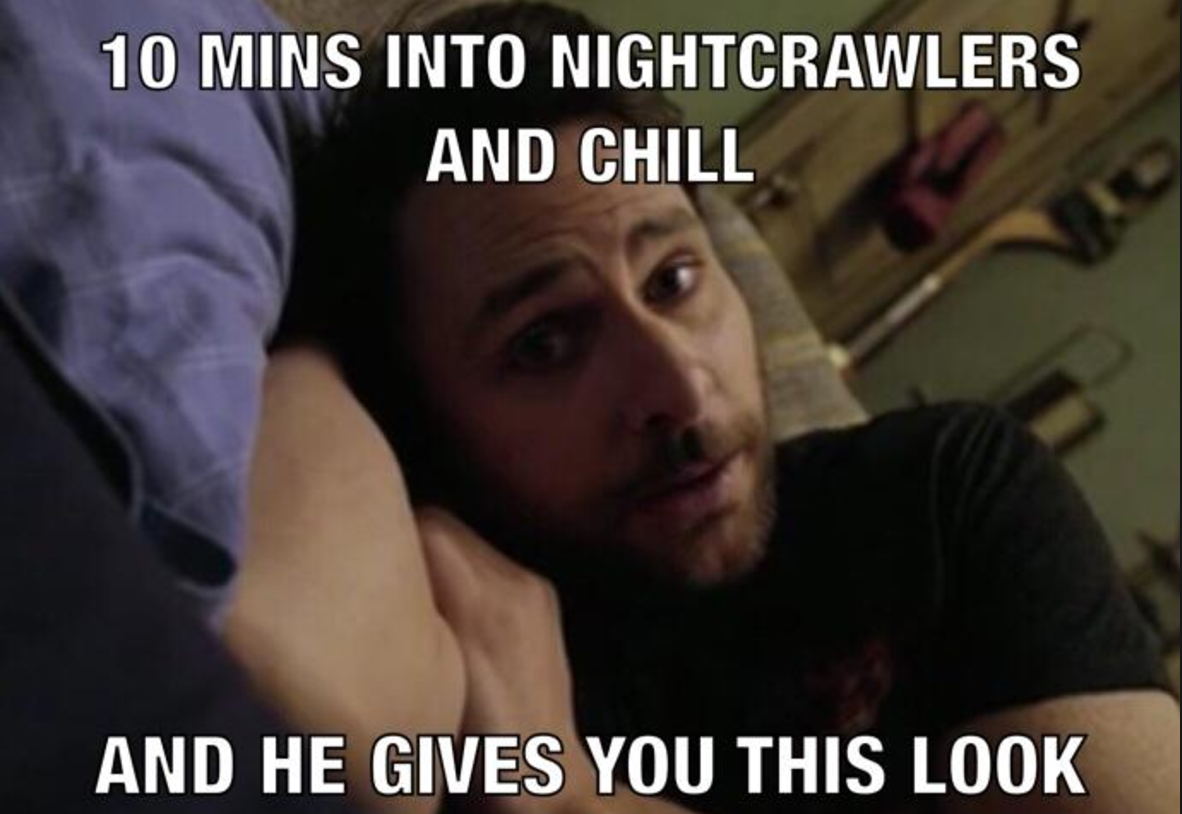 10 MINS INTO NIGHTCRAWLERS
AND CHILL
AND HE GIVES YOU THIS LOOK